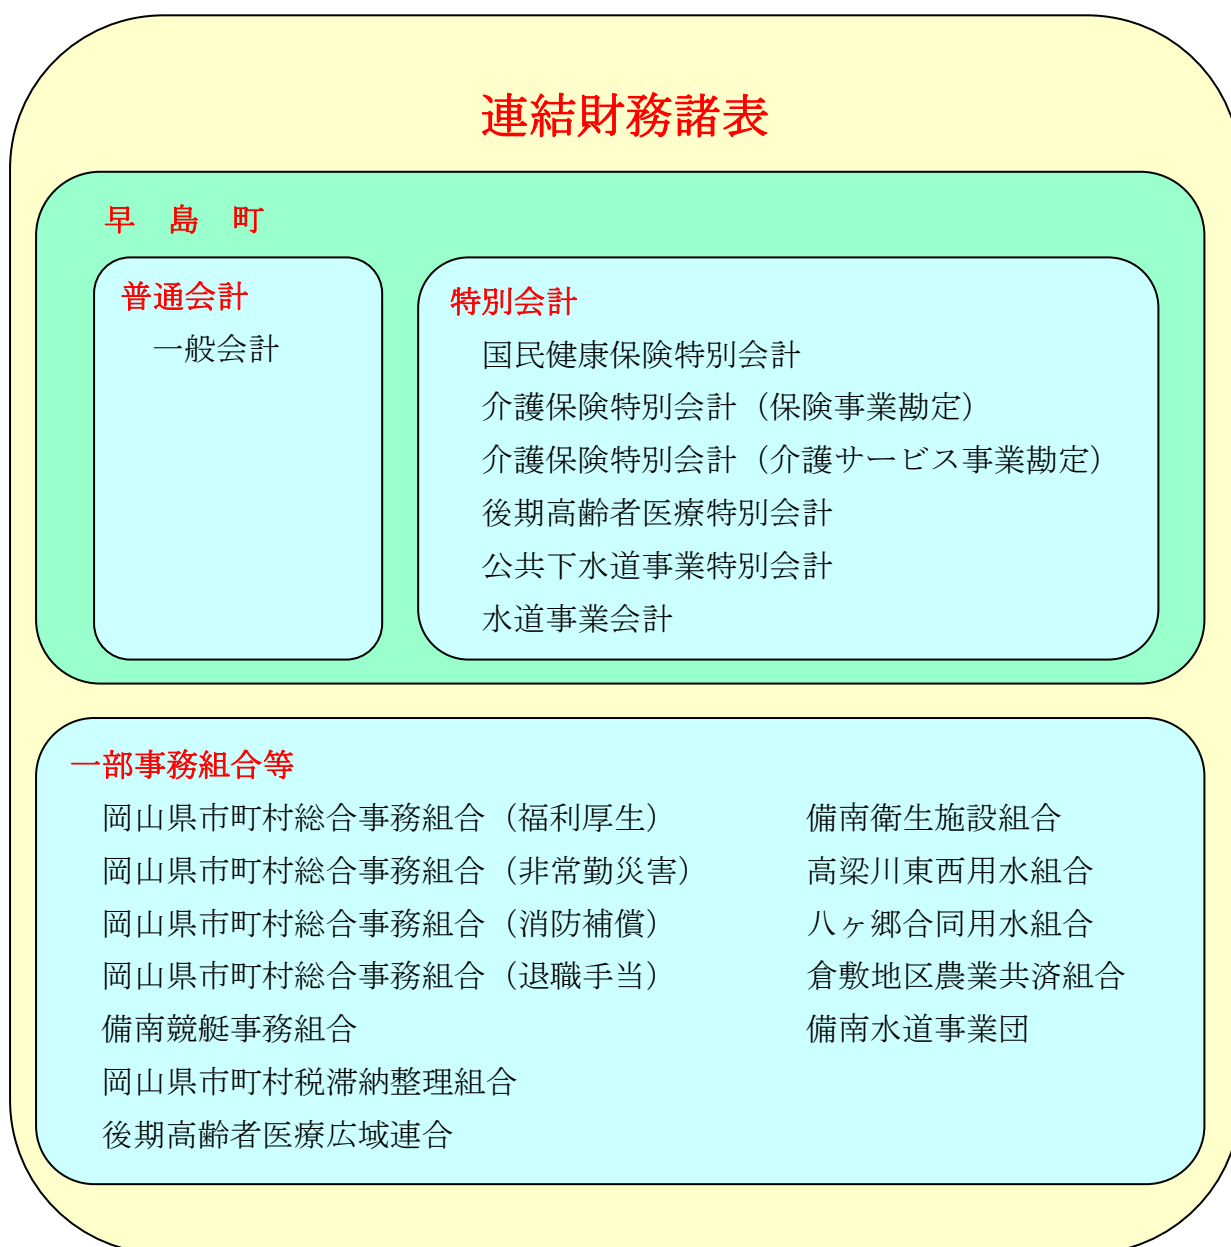 連結財務諸表
早　島　町
普通会計
一般会計
特別会計
国民健康保険特別会計
介護保険特別会計（保険事業勘定）
介護保険特別会計（介護サービス事業勘定）
後期高齢者医療特別会計
公共下水道事業特別会計
水道事業会計
一部事務組合等
岡山県市町村総合事務組合（福利厚生）
岡山県市町村総合事務組合（非常勤災害）
岡山県市町村総合事務組合（消防補償）
岡山県市町村総合事務組合（退職手当）
備南競艇事務組合
岡山県市町村税滞納整理組合
後期高齢者医療広域連合
備南衛生施設組合
高梁川東西用水組合
八ヶ郷合同用水組合
倉敷地区農業共済組合
備南水道事業団